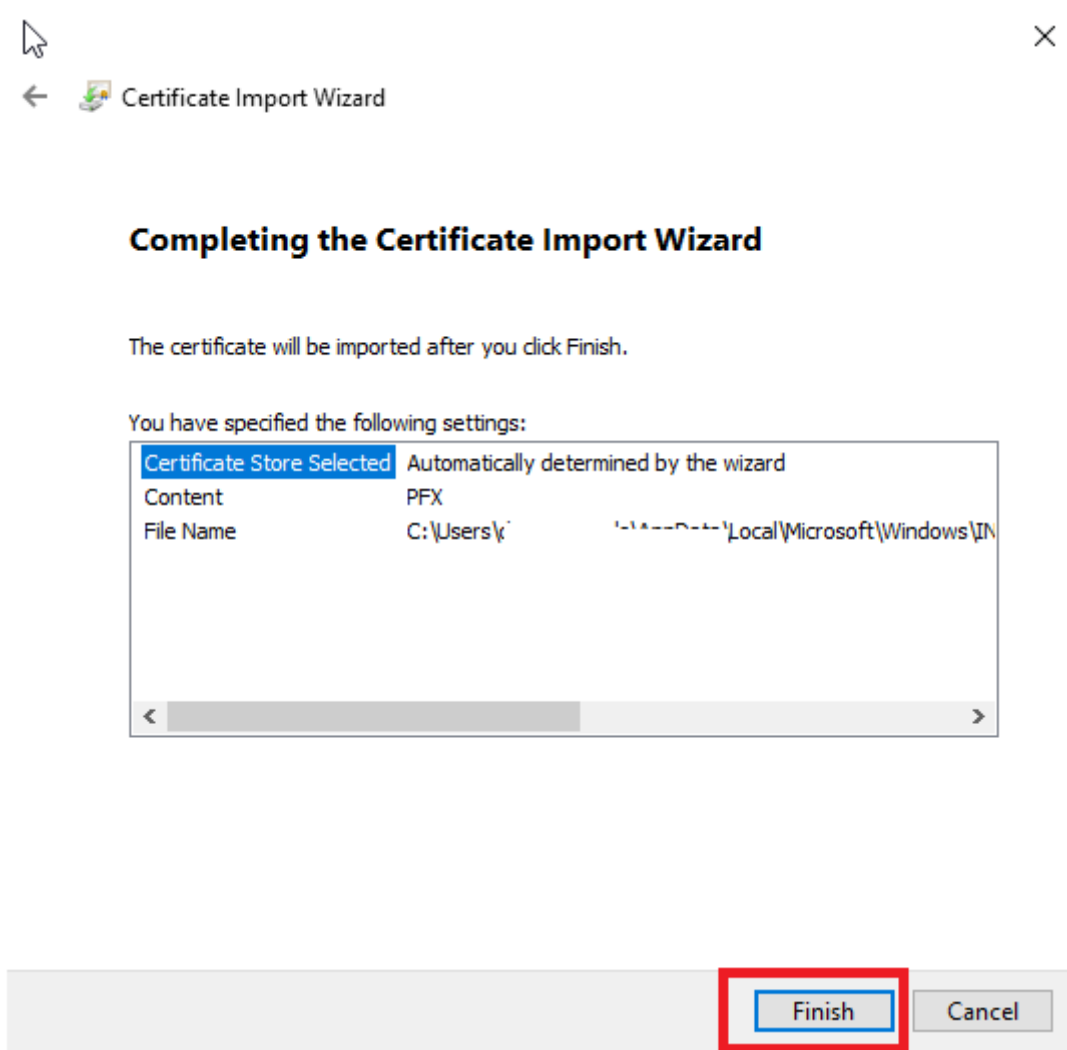 Certificate Import Wizard
Completing the Certificate Import Wizard
The certificate will be imported after you click Finish.
You have specified the following settings:
Certificate Store Selected Automatically determined by the wizard
Content PFX
File Name C:\Users\ \AppData\Local\Microsoft\Windows\IN
Finish Cancel